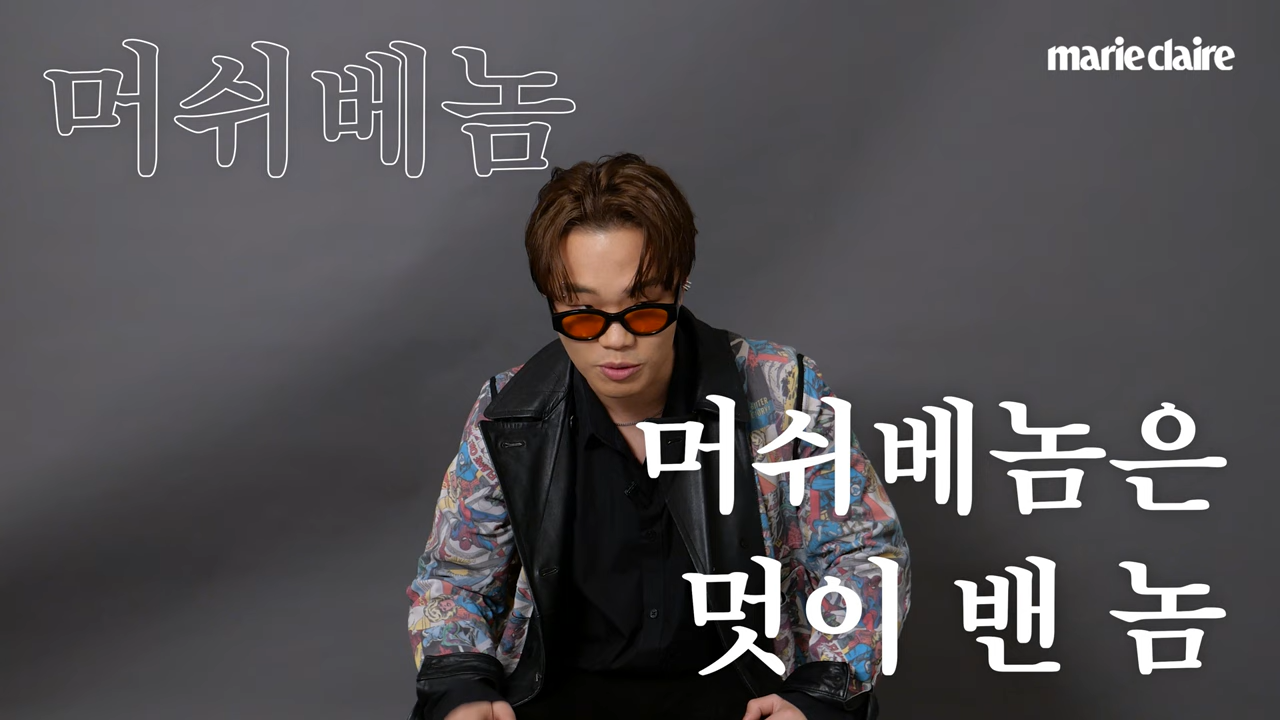 머쉬베놈
marie claire
머쉬베놈은
멋이 밴 놈